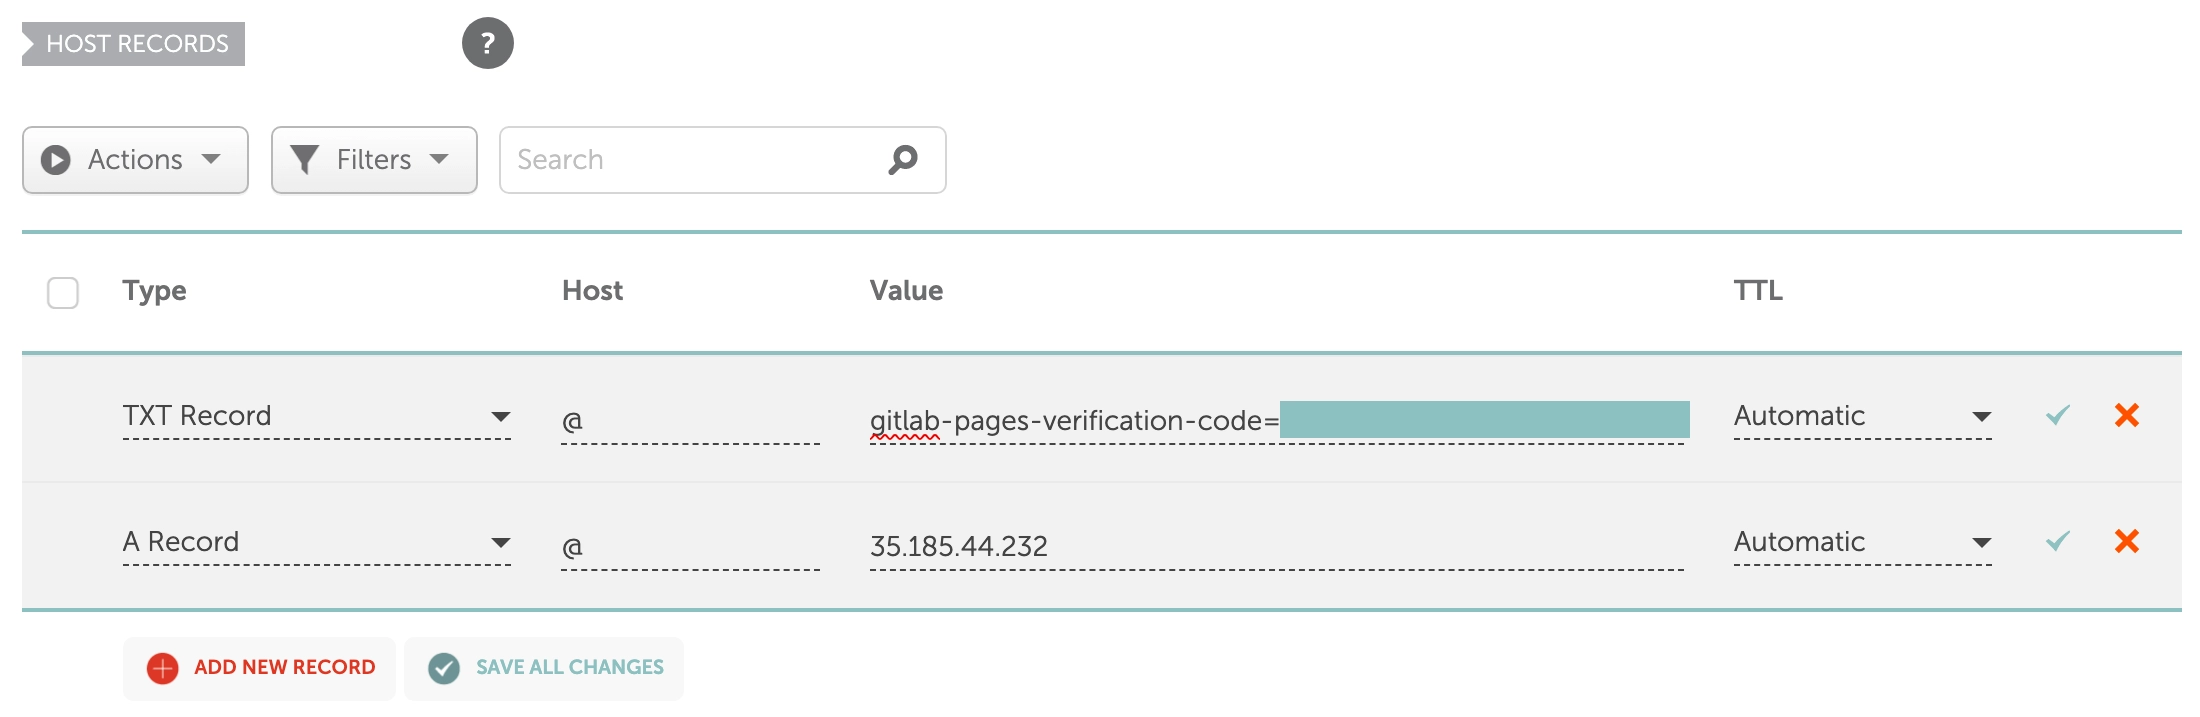 HOST RECORDS ?
Actions Filters Search
Type Host Value TTL
TXT Record @ gitlab-pages-verification-code= Automatic
A Record @ 35.185.44.232 Automatic
ADD NEW RECORD SAVE ALL CHANGES